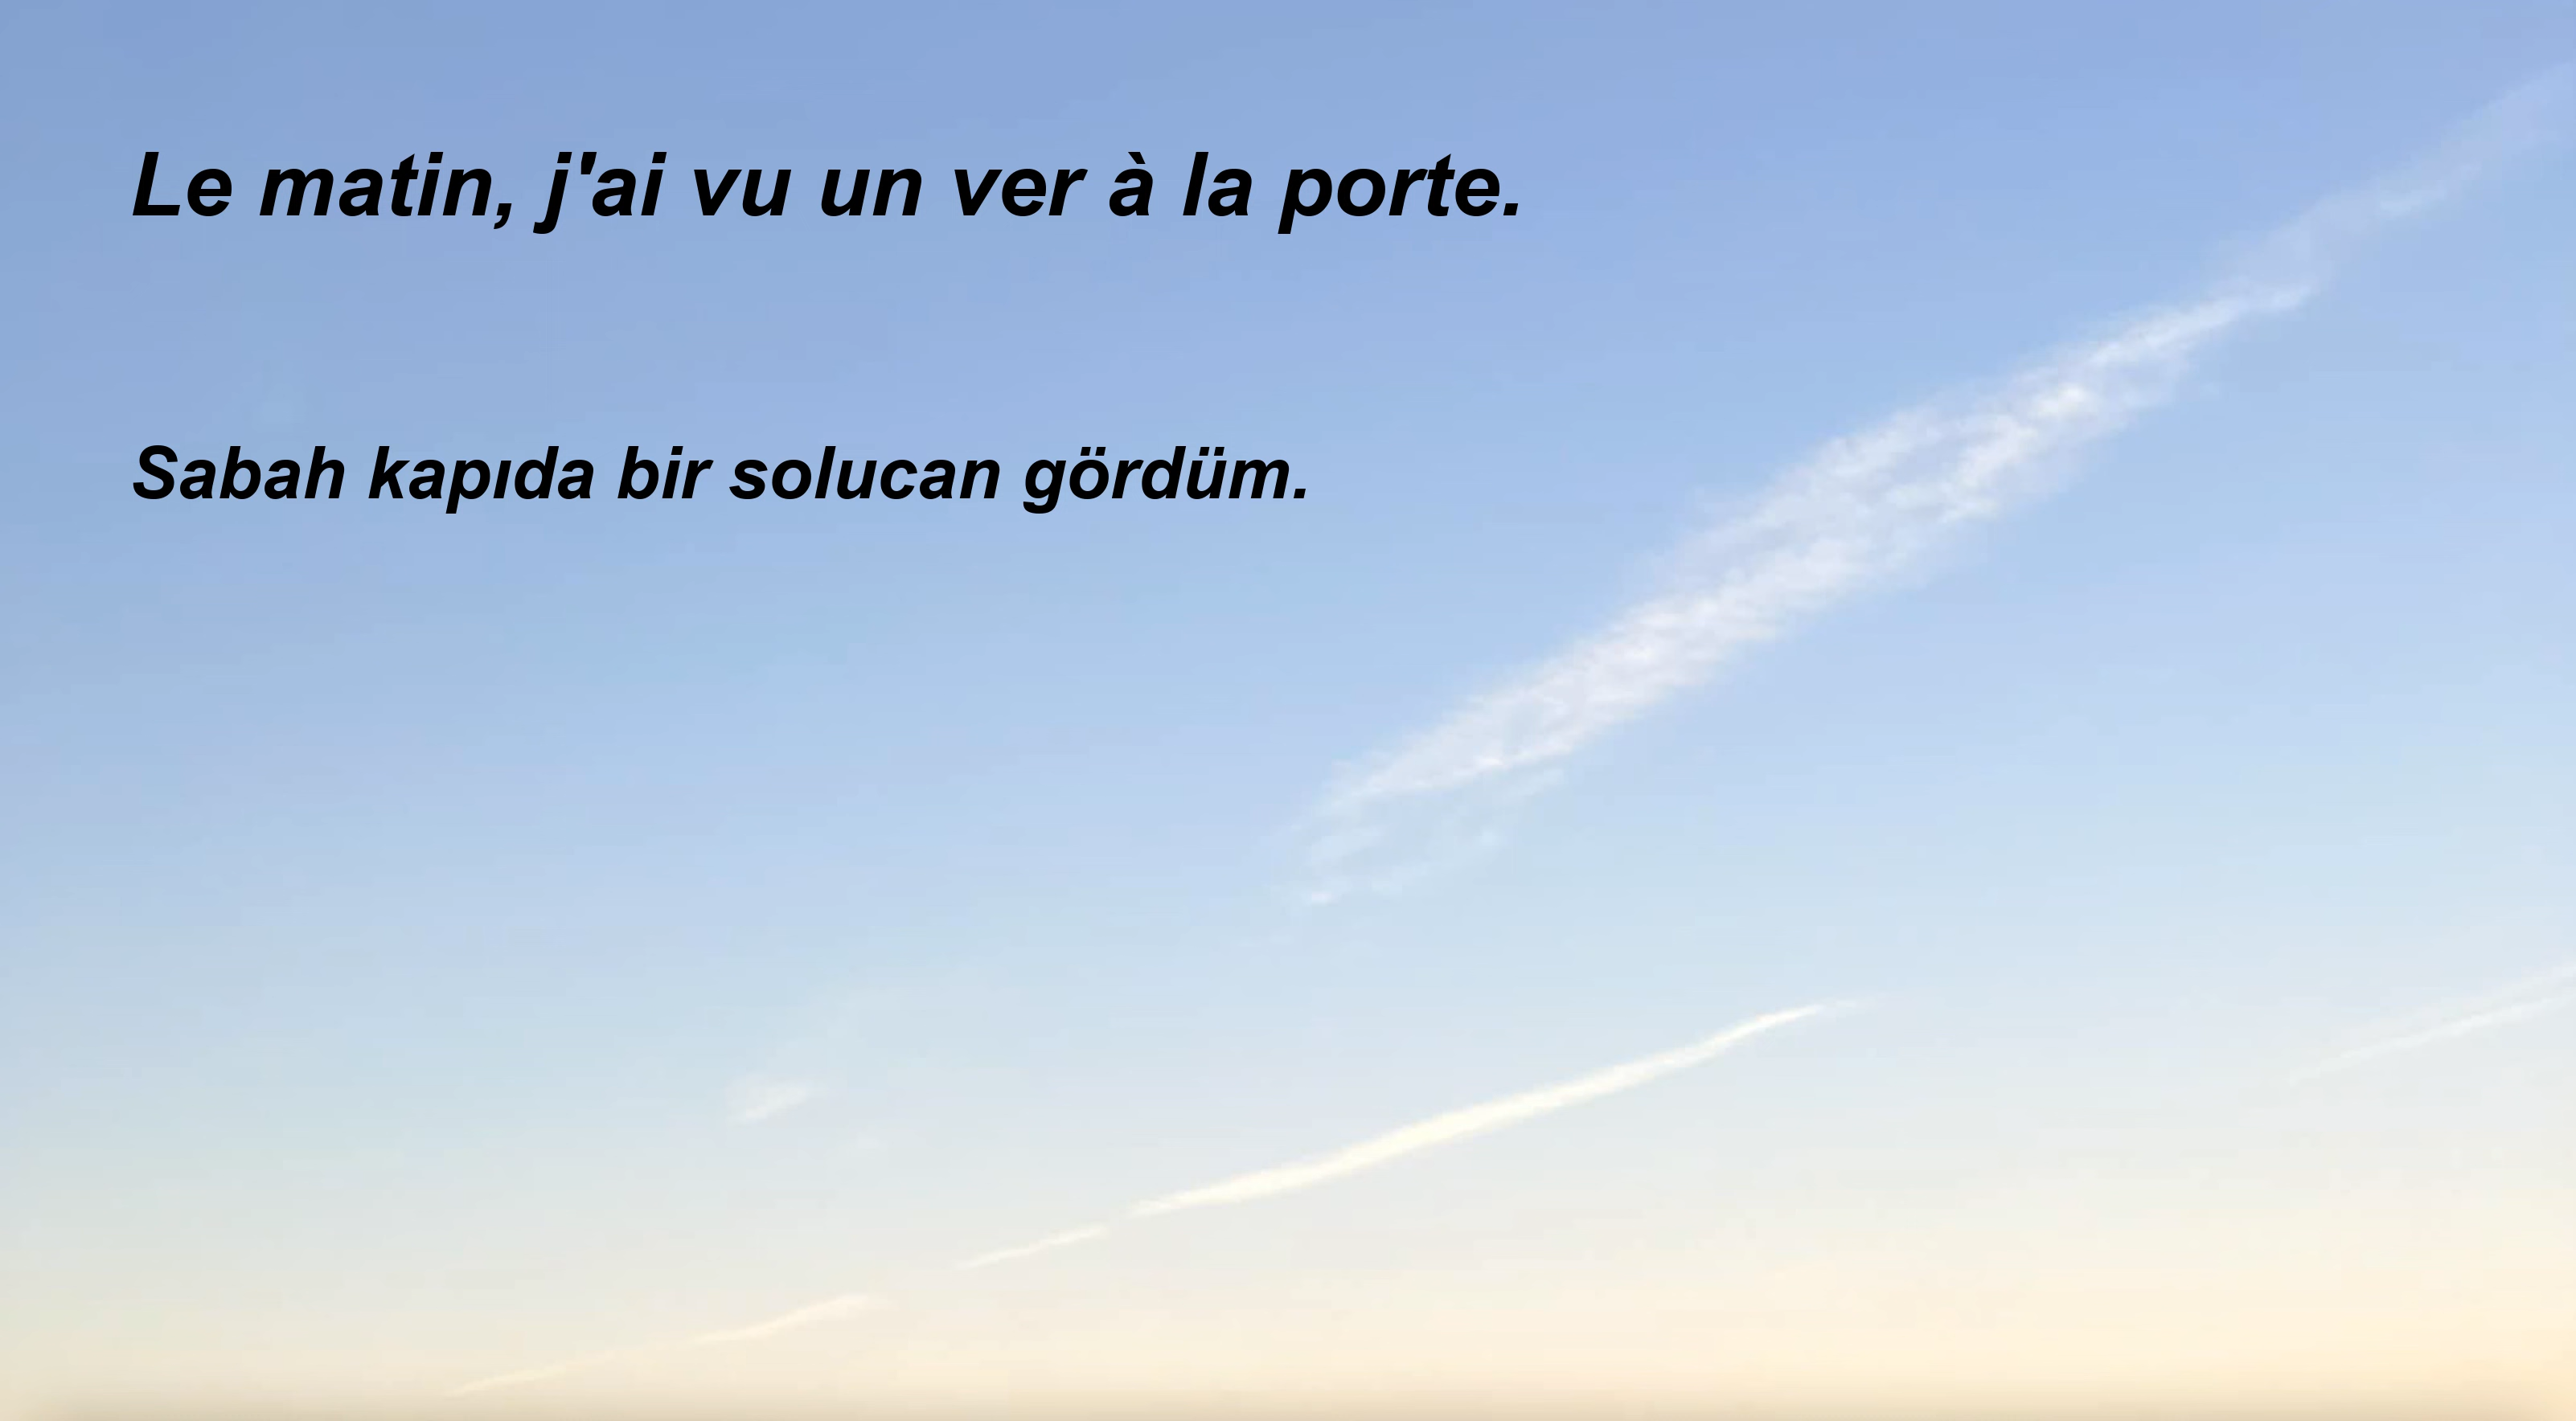 Le matin, j'ai vu un ver à la porte.
Sabah kapıda bir solucan gördüm.